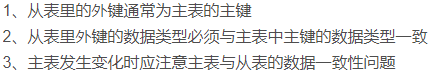 1、从表里的外键通常为主表的主键
2、从表里外键的数据类型必须与主表中主键的数据类型一致
3、主表发生变化时应注意主表与从表的数据一致性问题